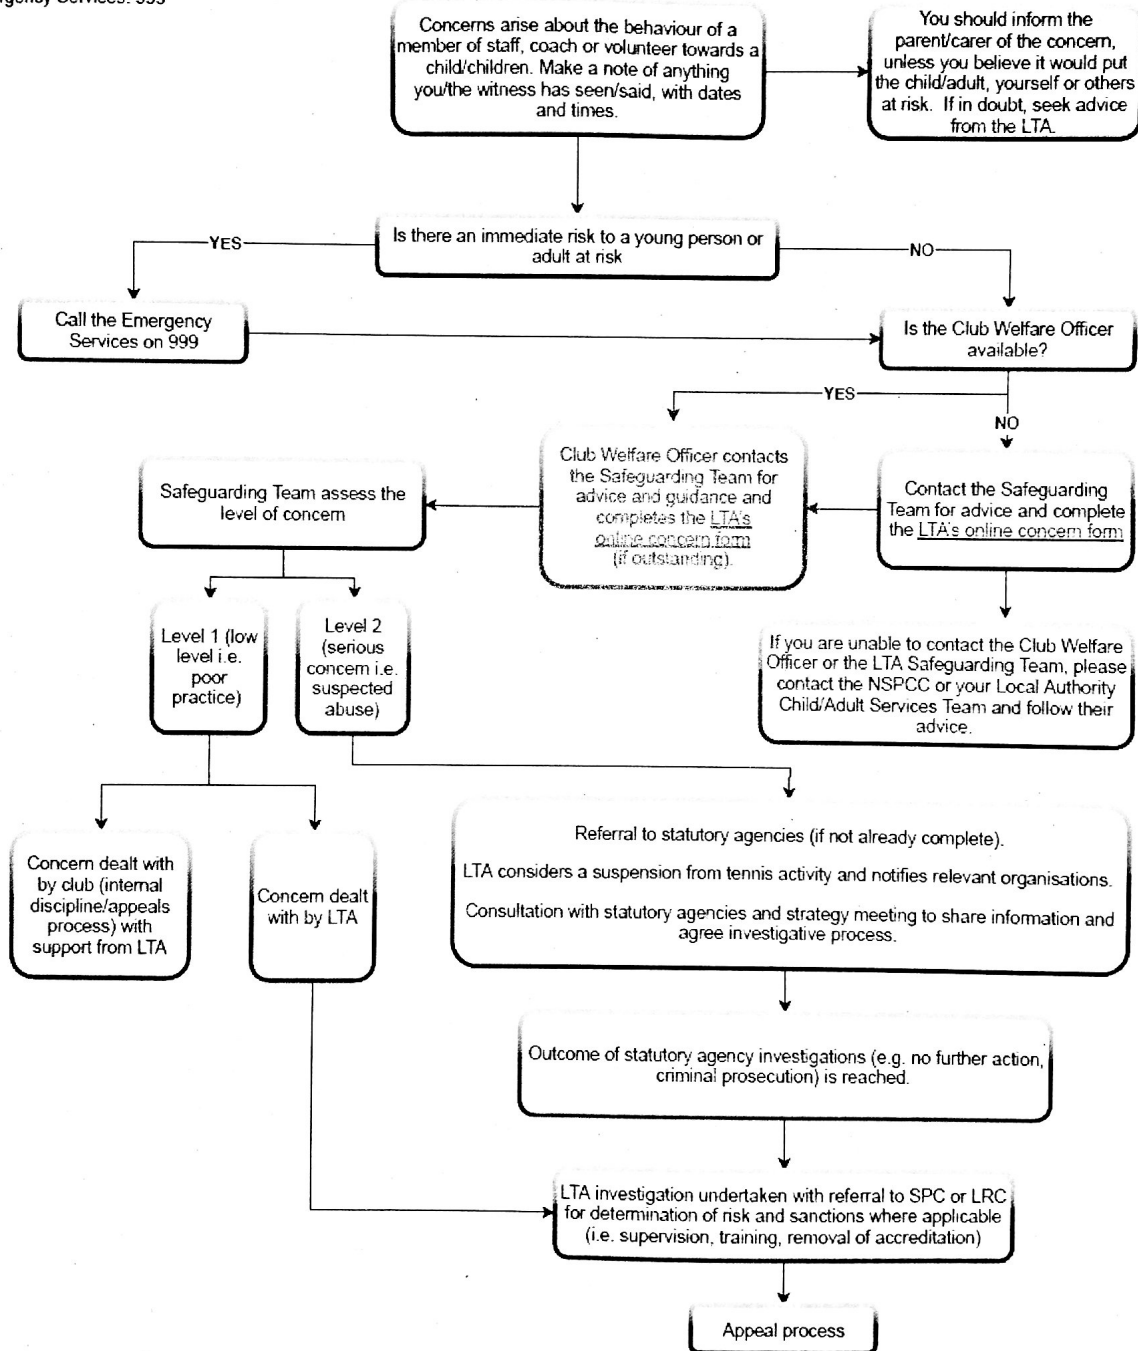 Concerns arise about the behaviour of a
member of staff, coach or volunteer towards a
child/children. Make a note of anything
you/the witness has seen/said, with dates
and times.
You should inform the
parent/carer of the concern,
unless you believe it would put
the child/adult, yourself or others
at risk. If in doubt, seek advice
from the LTA.
Is there an immediate risk to a young person or
adult at risk
YES
NO
Call the Emergency
Services on 999
Is the Club Welfare Officer
available?
YES
NO
Club Welfare Officer contacts
the Safeguarding Team for
advice and guidance and
completes the LTA's
online concern form
(if outstanding).
Contact the Safeguarding
Team for advice and complete
the LTA's online concern form
Safeguarding Team assess the
level of concern
Level 1 (low
level i.e.
poor
practice)
Level 2
(serious
concern i.e.
suspected
abuse)
If you are unable to contact the Club Welfare
Officer or the LTA Safeguarding Team, please
contact the NSPCC or your Local Authority
Child/Adult Services Team and follow their
advice.
Concern dealt with
by club (internal
discipline/appeals
process) with
support from LTA
Concern dealt
with by LTA
Referral to statutory agencies (if not already complete).
LTA considers a suspension from tennis activity and notifies relevant organisations.
Consultation with statutory agencies and strategy meeting to share information and
agree investigative process.
Outcome of statutory agency investigations (e.g. no further action,
criminal prosecution) is reached.
LTA investigation undertaken with referral to SPC or LRC
for determination of risk and sanctions where applicable
(i.e. supervision, training, removal of accreditation)
Appeal process